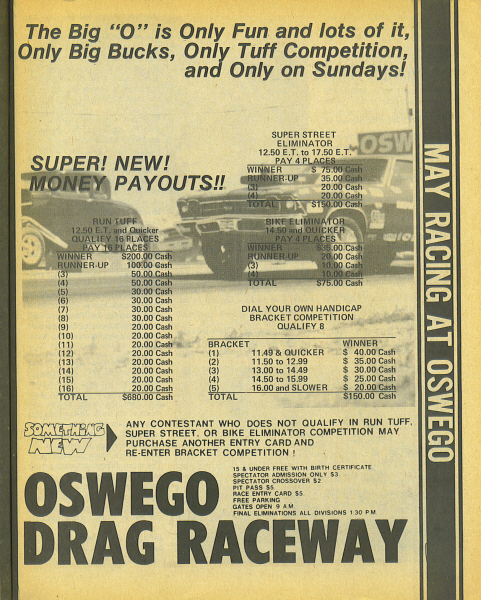 The Big "O" is Only Fun and lots of it,
Only Big Bucks, Only Tuff Competition,
and Only on Sundays!
SUPER! NEW!
MONEY PAYOUTS!!
SUPER STREET
ELIMINATOR
12.50 E.T. to 17.50 E.T.
PAY 4 PLACES
WINNER $ 75.00 Cash
RUNNER-UP 35.00 Cash
(3) 20.00 Cash
(4) 20.00 Cash
TOTAL $150.00 Cash
OSWE
RUN TUFF
12.50 E.T. and Quicker
QUALIFY 16 PLACES
PAY 16 PLACES
WINNER $200.00 Cash
RUNNER-UP 100.00 Cash
(3) 50.00 Cash
(4) 50.00 Cash
(5) 30.00 Cash
(6) 30.00 Cash
(7) 30.00 Cash
(8) 30.00 Cash
(9) 20.00 Cash
(10) 20.00 Cash
(11) 20.00 Cash
(12) 20.00 Cash
(13) 20.00 Cash
(14) 20.00 Cash
(15) 20.00 Cash
(16) 20.00 Cash
TOTAL $680.00 Cash
BIKE ELIMINATOR
14.50 and QUICKER
PAY 4 PLACES
WINNER $35.00 Cash
RUNNER-UP 20.00 Cash
(3) 10.00 Cash
(4) 10.00 Cash
TOTAL $75.00 Cash
DIAL YOUR OWN HANDICAP
BRACKET COMPETITION
QUALIFY 8
BRACKET WINNER
(1) 11.49 & QUICKER $ 40.00 Cash
(2) 11.50 to 12.99 $ 35.00 Cash
(3) 13.00 to 14.49 $ 30.00 Cash
(4) 14.50 to 15.99 $ 25.00 Cash
(5) 16.00 and SLOWER $ 20.00 Cash
TOTAL $150.00 Cash
SOMETHING
NEW
ANY CONTESTANT WHO DOES NOT QUALIFY IN RUN TUFF,
SUPER STREET, OR BIKE ELIMINATOR COMPETITION MAY
PURCHASE ANOTHER ENTRY CARD AND
RE-ENTER BRACKET COMPETITION !
15 & UNDER FREE WITH BIRTH CERTIFICATE
SPECTATOR ADMISSION ONLY $3.
SPECTATOR CROSSOVER $2
PIT PASS $5.
RACE ENTRY CARD $5.
FREE PARKING
GATES OPEN 9 A.M.
FINAL ELIMINATIONS ALL DIVISIONS 1:30 P.M.
OSWEGO
DRAG RACEWAY
MAY RACING AT OSWEGO